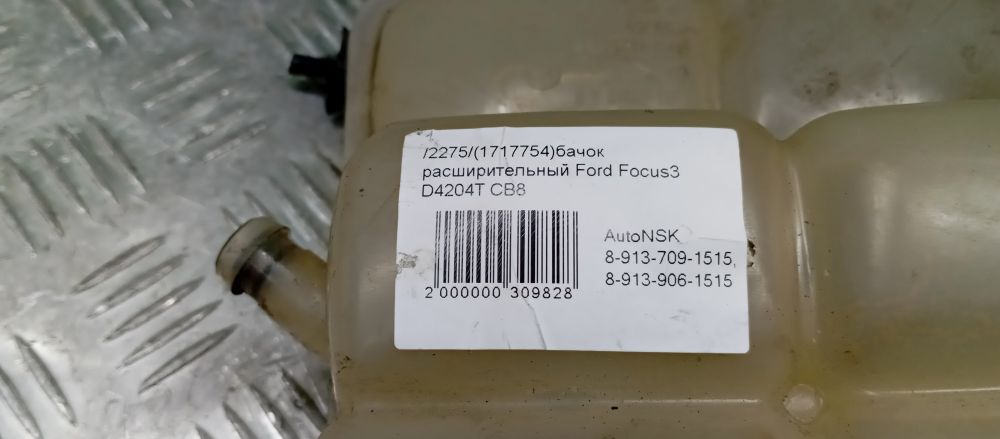 /2275/(1717754)бачок
расширительный Ford Focus3
D4204T CB8
AutoNSK
8-913-709-1515,
8-913-906-1515
2 000000 309828